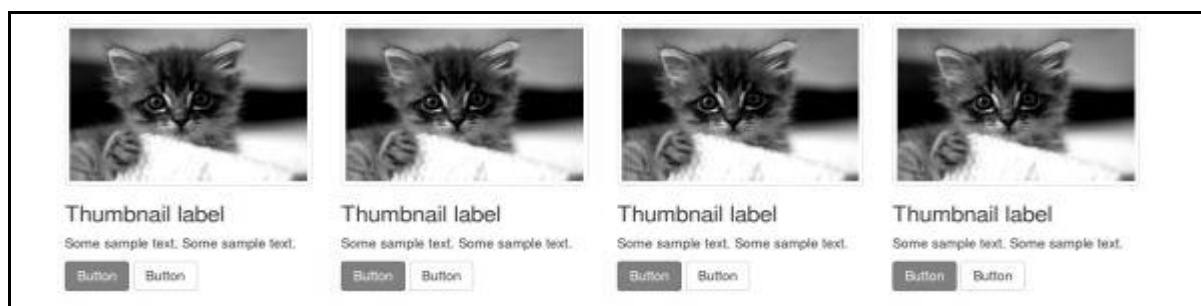 Thumbnail label Thumbnail label Thumbnail label Thumbnail label
Some sample text. Some sample text. Some sample text. Some sample text. Some sample text. Some sample text. Some sample text. Some sample text.
Button Button Button Button Button Button Button Button